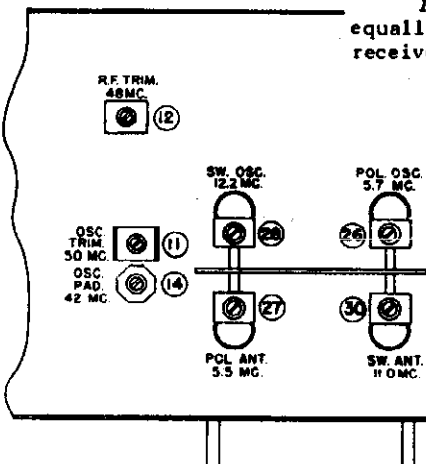 equall
receiv
R.F. TRIM.
48MC.
12
SW. OSC.
12.2 MC.
POL. OSC.
5.7 MC.
OSC.
TRIM.
50 MC.
11
28
26
OSC.
PAD.
42 MC.
14
27
30
POL ANT.
5.5 MC.
SW. ANT.
11.0 MC.